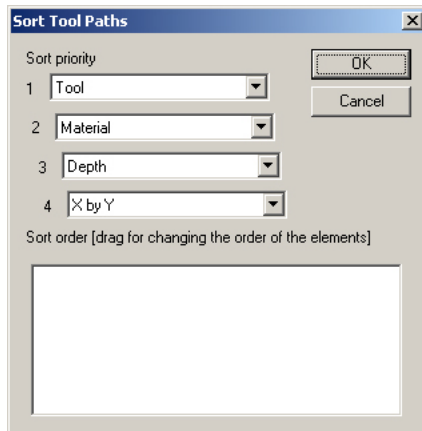 Sort Tool Paths
Sort priority
OK
1 Tool
Cancel
2 Material
3 Depth
4 X by Y
Sort order [drag for changing the order of the elements]